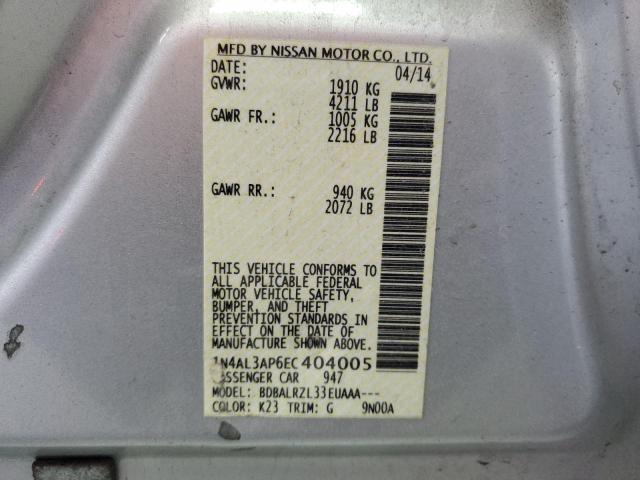 MFD BY NISSAN MOTOR CO., LTD.
DATE: 04/14
GVWR: 1910 KG
4211 LB
GAWR FR.: 1005 KG
2216 LB
GAWR RR.: 940 KG
2072 LB
THIS VEHICLE CONFORMS TO
ALL APPLICABLE FEDERAL
MOTOR VEHICLE SAFETY,
BUMPER, AND THEFT
PREVENTION STANDARDS IN
EFFECT ON THE DATE OF
MANUFACTURE SHOWN ABOVE.
1N4AL3AP6EC404005
PASSENGER CAR 947
MODEL: BDBALRZL33EUAAA---
COLOR: K23 TRIM: G 9N00A